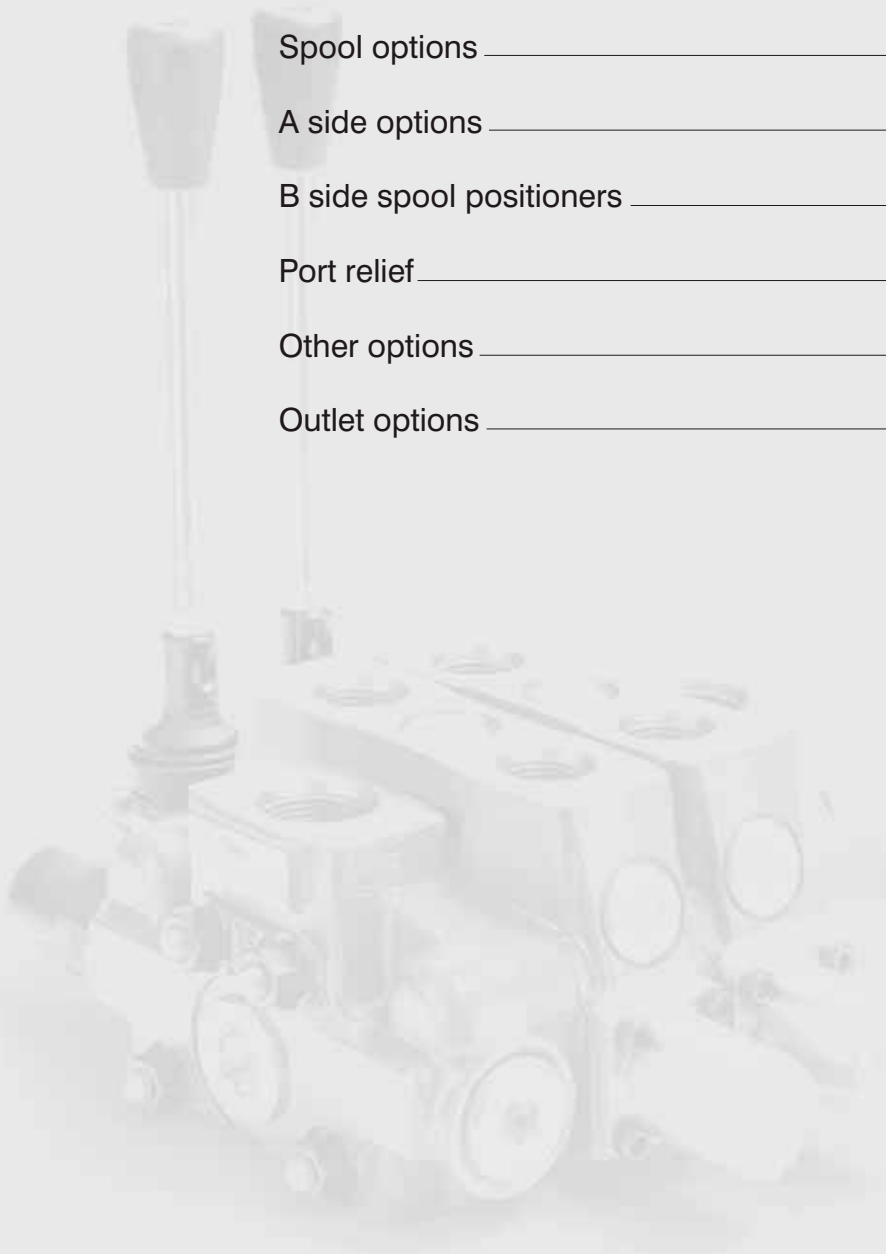 Spool options
A side options
B side spool positioners
Port relief
Other options
Outlet options